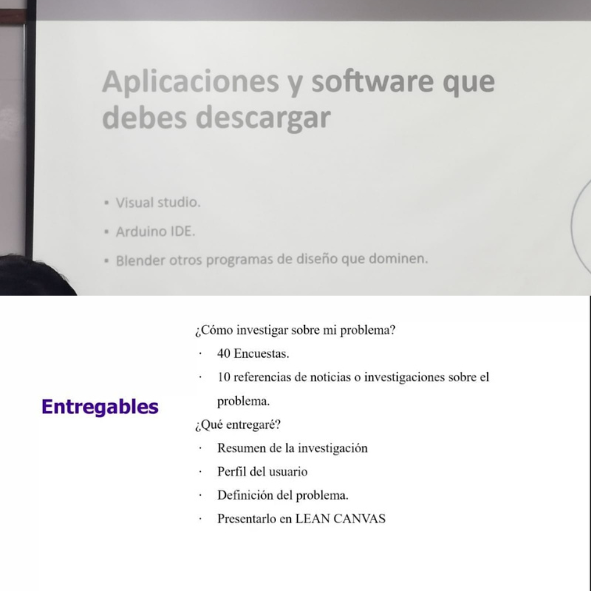 Aplicaciones y software que
debes descargar
• Visual studio.
• Arduino IDE.
• Blender otros programas de diseño que dominen.
¿Cómo investigar sobre mi problema?
· 40 Encuestas.
· 10 referencias de noticias o investigaciones sobre el
problema.
Entregables
¿Qué entregaré?
· Resumen de la investigación
· Perfil del usuario
· Definición del problema.
· Presentarlo en LEAN CANVAS